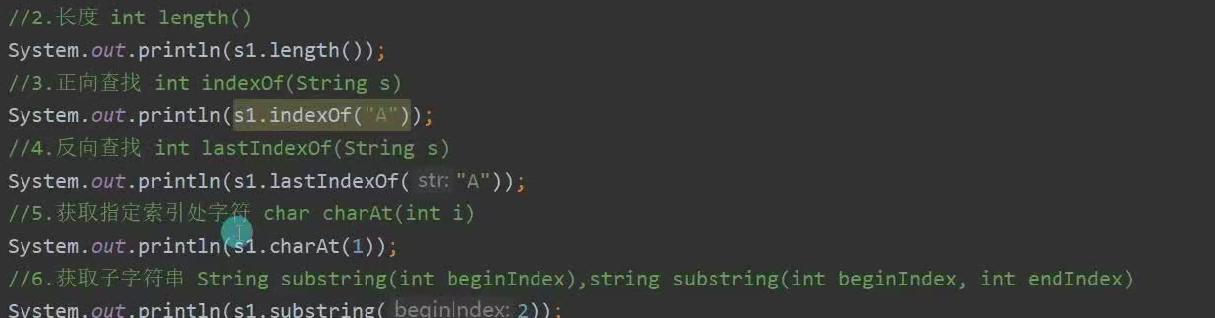 //2.长度 int length()
System.out.println(s1.length());
//3.正向查找 int indexOf(String s)
System.out.println(s1.indexOf("A"));
//4.反向查找 int lastIndexOf(String s)
System.out.println(s1.lastIndexOf( str: "A"));
//5.获取指定索引处字符 char charAt(int i)
System.out.println(s1.charAt(1));
//6.获取子字符串 String substring(int beginIndex),string substring(int beginIndex, int endIndex)
System.out.println(s1.substring( beginIndex: 2));